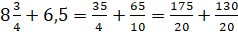 8 3/4 + 6,5 = 35/4 + 65/10 = 175/20 + 130/20